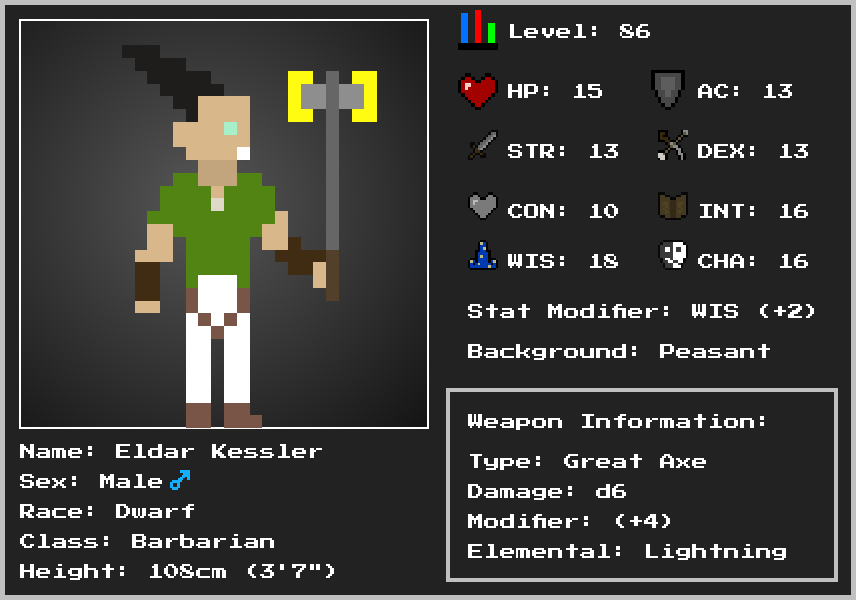 Level: 86
HP: 15 AC: 13
STR: 13 DEX: 13
CON: 10 INT: 16
WIS: 18 CHA: 16
Stat Modifier: WIS (+2)
Background: Peasant
Weapon Information:
Type: Great Axe
Damage: d6
Modifier: (+4)
Elemental: Lightning
Name: Eldar Kessler
Sex: Male ♂
Race: Dwarf
Class: Barbarian
Height: 108cm (3'7")